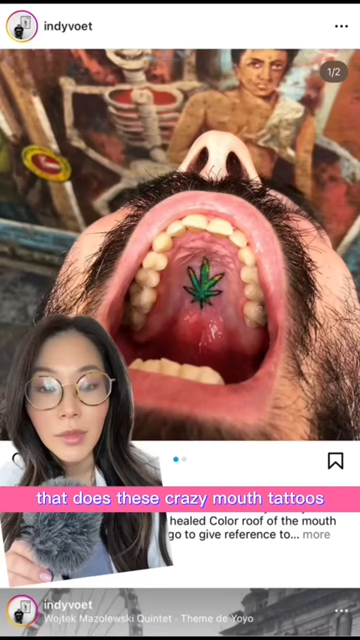 indyvoet
1/2
that does these crazy mouth tattoos
healed Color roof of the mouth
go to give reference to... more
indyvoet
Wojtek Mazolewski Quintet · Theme de Yoyo